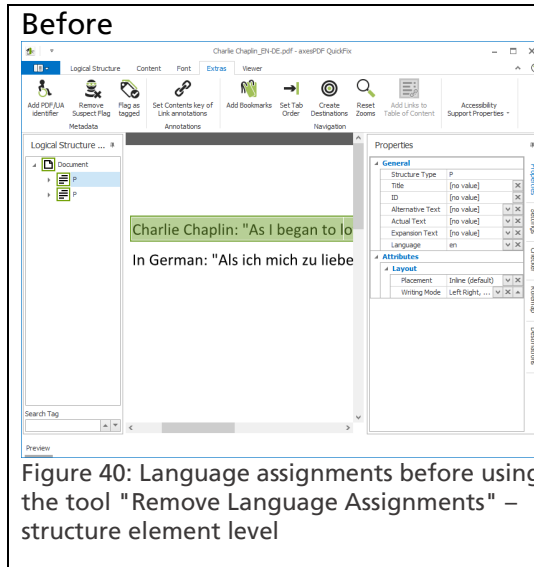 Before
Charlie Chaplin_EN-DE.pdf - axesPDF QuickFix
Logical Structure Content Font Extras Viewer
Add PDF/UA identifier Remove Suspect Flag Flag as tagged Set Contents key of Link annotations Add Bookmarks Set Tab Order Create Destinations Reset Zooms Add Links to Table of Content Accessibility Support Properties
Metadata Annotations Navigation
Logical Structure ...
Document
P
P
Charlie Chaplin: "As I began to lo
In German: "Als ich mich zu liebe
Search Tag
Properties
General
Structure Type P
Title [no value]
ID [no value]
Alternative Text [no value]
Actual Text [no value]
Expansion Text [no value]
Language en
Attributes
Layout
Placement Inline (default)
Writing Mode Left Right, ...
Properties
Checker
Roadmap
Preview
Figure 40: Language assignments before using
the tool "Remove Language Assignments" –
structure element level